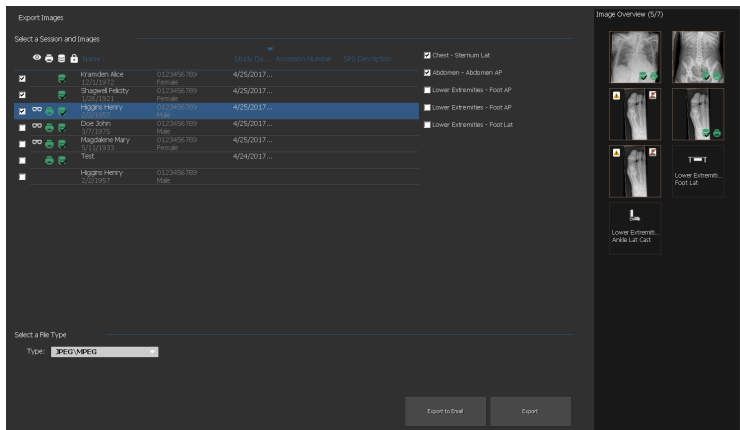 Export Images
Image Overview (5/7)
Select a Session and Images
Name
Study Da... Accession Number SPS Description
Kramden Alice 0123456789 4/25/2017...
12/1/1972 Female
Shagwell Felicity 0123456789 4/25/2017...
1/26/1921 Female
Higgins Henry 0123456789 4/25/2017...
2/2/1957 Male
Doe John 0123456789 4/25/2017...
3/7/1975 Male
Magdalene Mary 0123456789 4/25/2017...
5/11/1933 Female
Test 4/24/2017...
Higgins Henry 0123456789
2/2/1957 Male
Chest - Sternum Lat
Abdomen - Abdomen AP
Lower Extremities - Foot AP
Lower Extremities - Foot AP
Lower Extremities - Foot Lat
Lower Extremiti...
Foot Lat
Lower Extremiti...
Ankle Lat Cast
Select a File Type
Type: JPEG\MPEG
Export to Email
Export